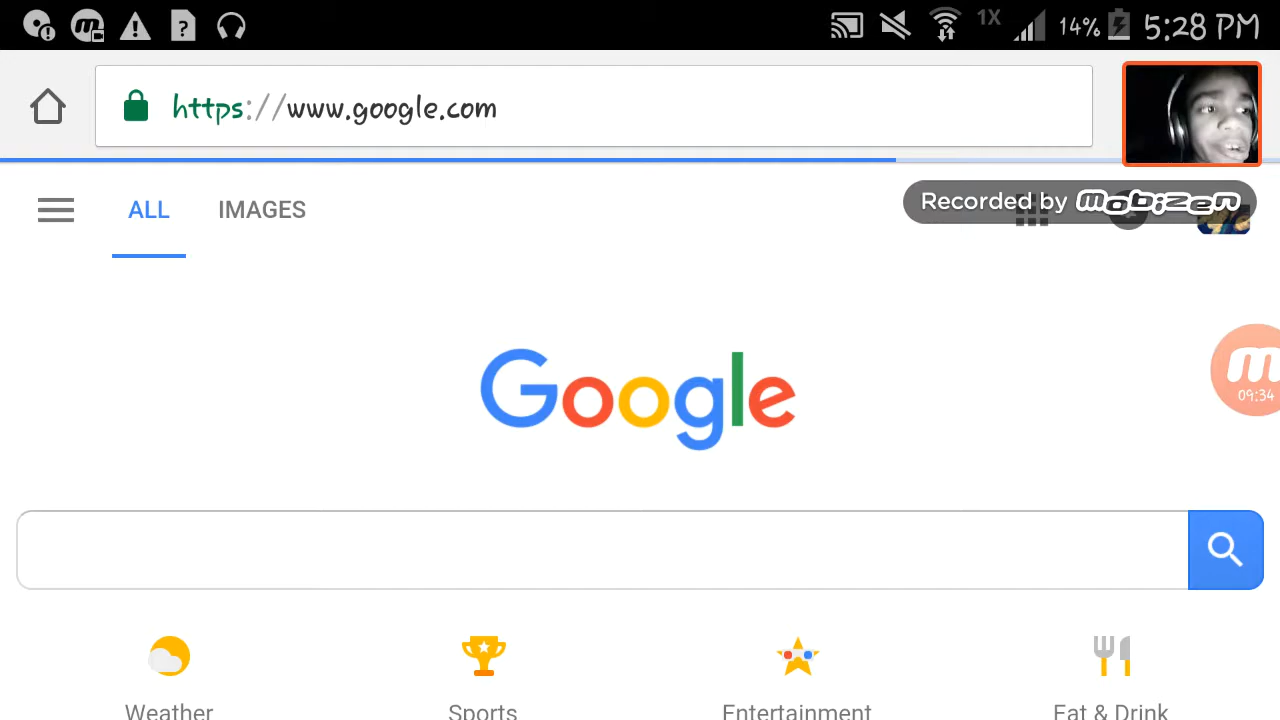 1X 14% 5:28 PM
https://www.google.com
ALL IMAGES
Recorded by mobizen
Google
m
09:34
Weather Sports Entertainment Eat & Drink